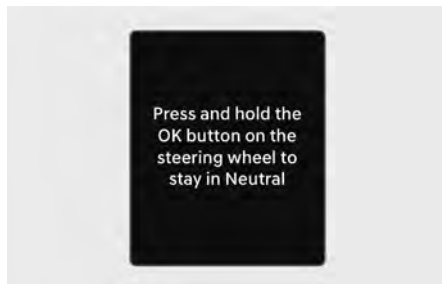 Press and hold the
OK button on the
steering wheel to
stay in Neutral